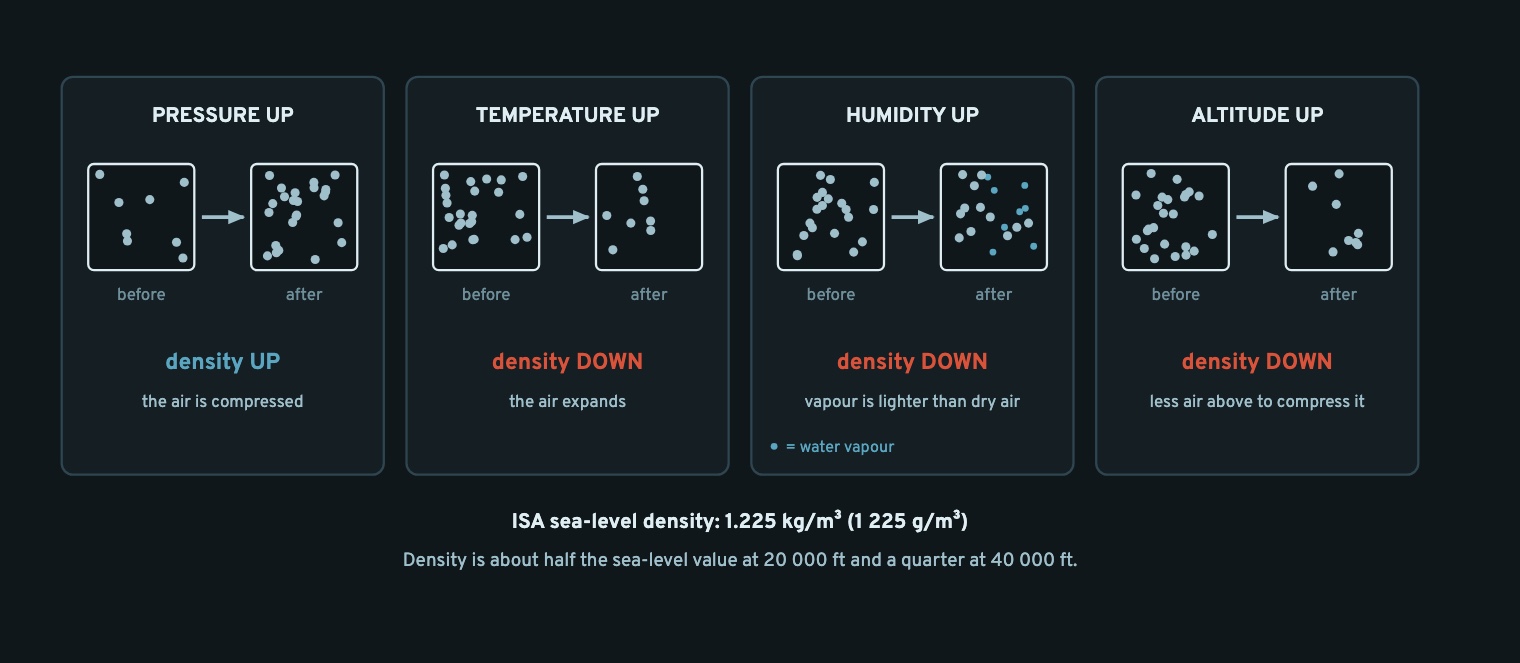 PRESSURE UP
before
after
density UP
the air is compressed
TEMPERATURE UP
before
after
density DOWN
the air expands
HUMIDITY UP
before
after
density DOWN
vapour is lighter than dry air
= water vapour
ALTITUDE UP
before
after
density DOWN
less air above to compress it
ISA sea-level density: 1.225 kg/m³ (1 225 g/m³)
Density is about half the sea-level value at 20 000 ft and a quarter at 40 000 ft.